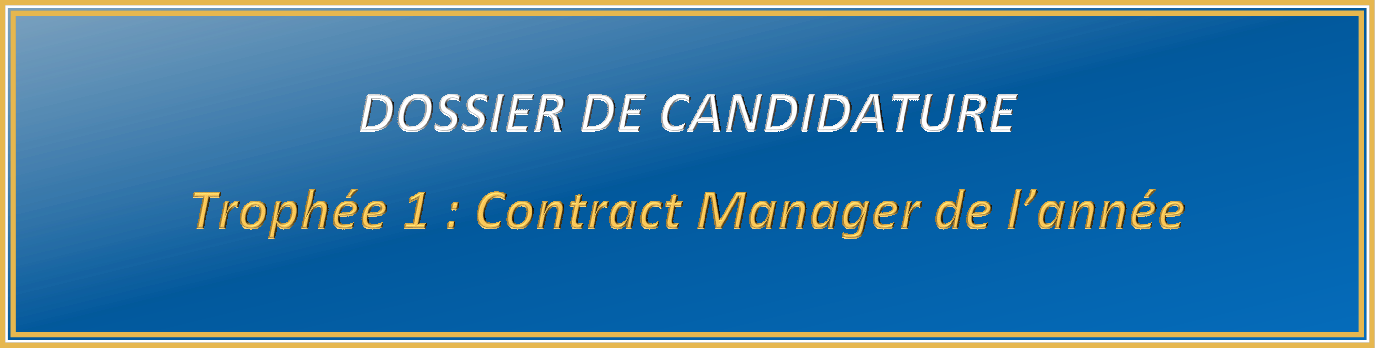 DOSSIER DE CANDIDATURE
Trophée 1 : Contract Manager de l’année